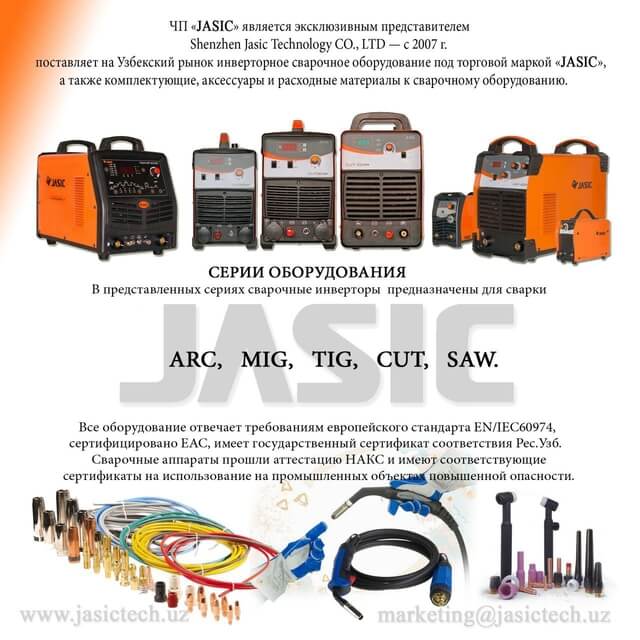 ЧП «JASIC» является эксклюзивным представителем
Shenzhen Jasic Technology CO., LTD — с 2007 г.
поставляет на Узбекский рынок инверторное сварочное оборудование под торговой маркой «JASIC»,
а также комплектующие, аксессуары и расходные материалы к сварочному оборудованию.
JASIC
JASIC
СЕРИИ ОБОРУДОВАНИЯ
В представленных сериях сварочные инверторы предназначены для сварки
JASIC
ARC, MIG, TIG, CUT, SAW.
Все оборудование отвечает требованиям европейского стандарта EN/IEC60974,
сертифицировано ЕАС, имеет государственный сертификат соответствия Рес.Узб.
Сварочные аппараты прошли аттестацию НАКС и имеют соответствующие
сертификаты на использование на промышленных объектах повышенной опасности.
www.jasictech.uz
marketing@jasictech.uz